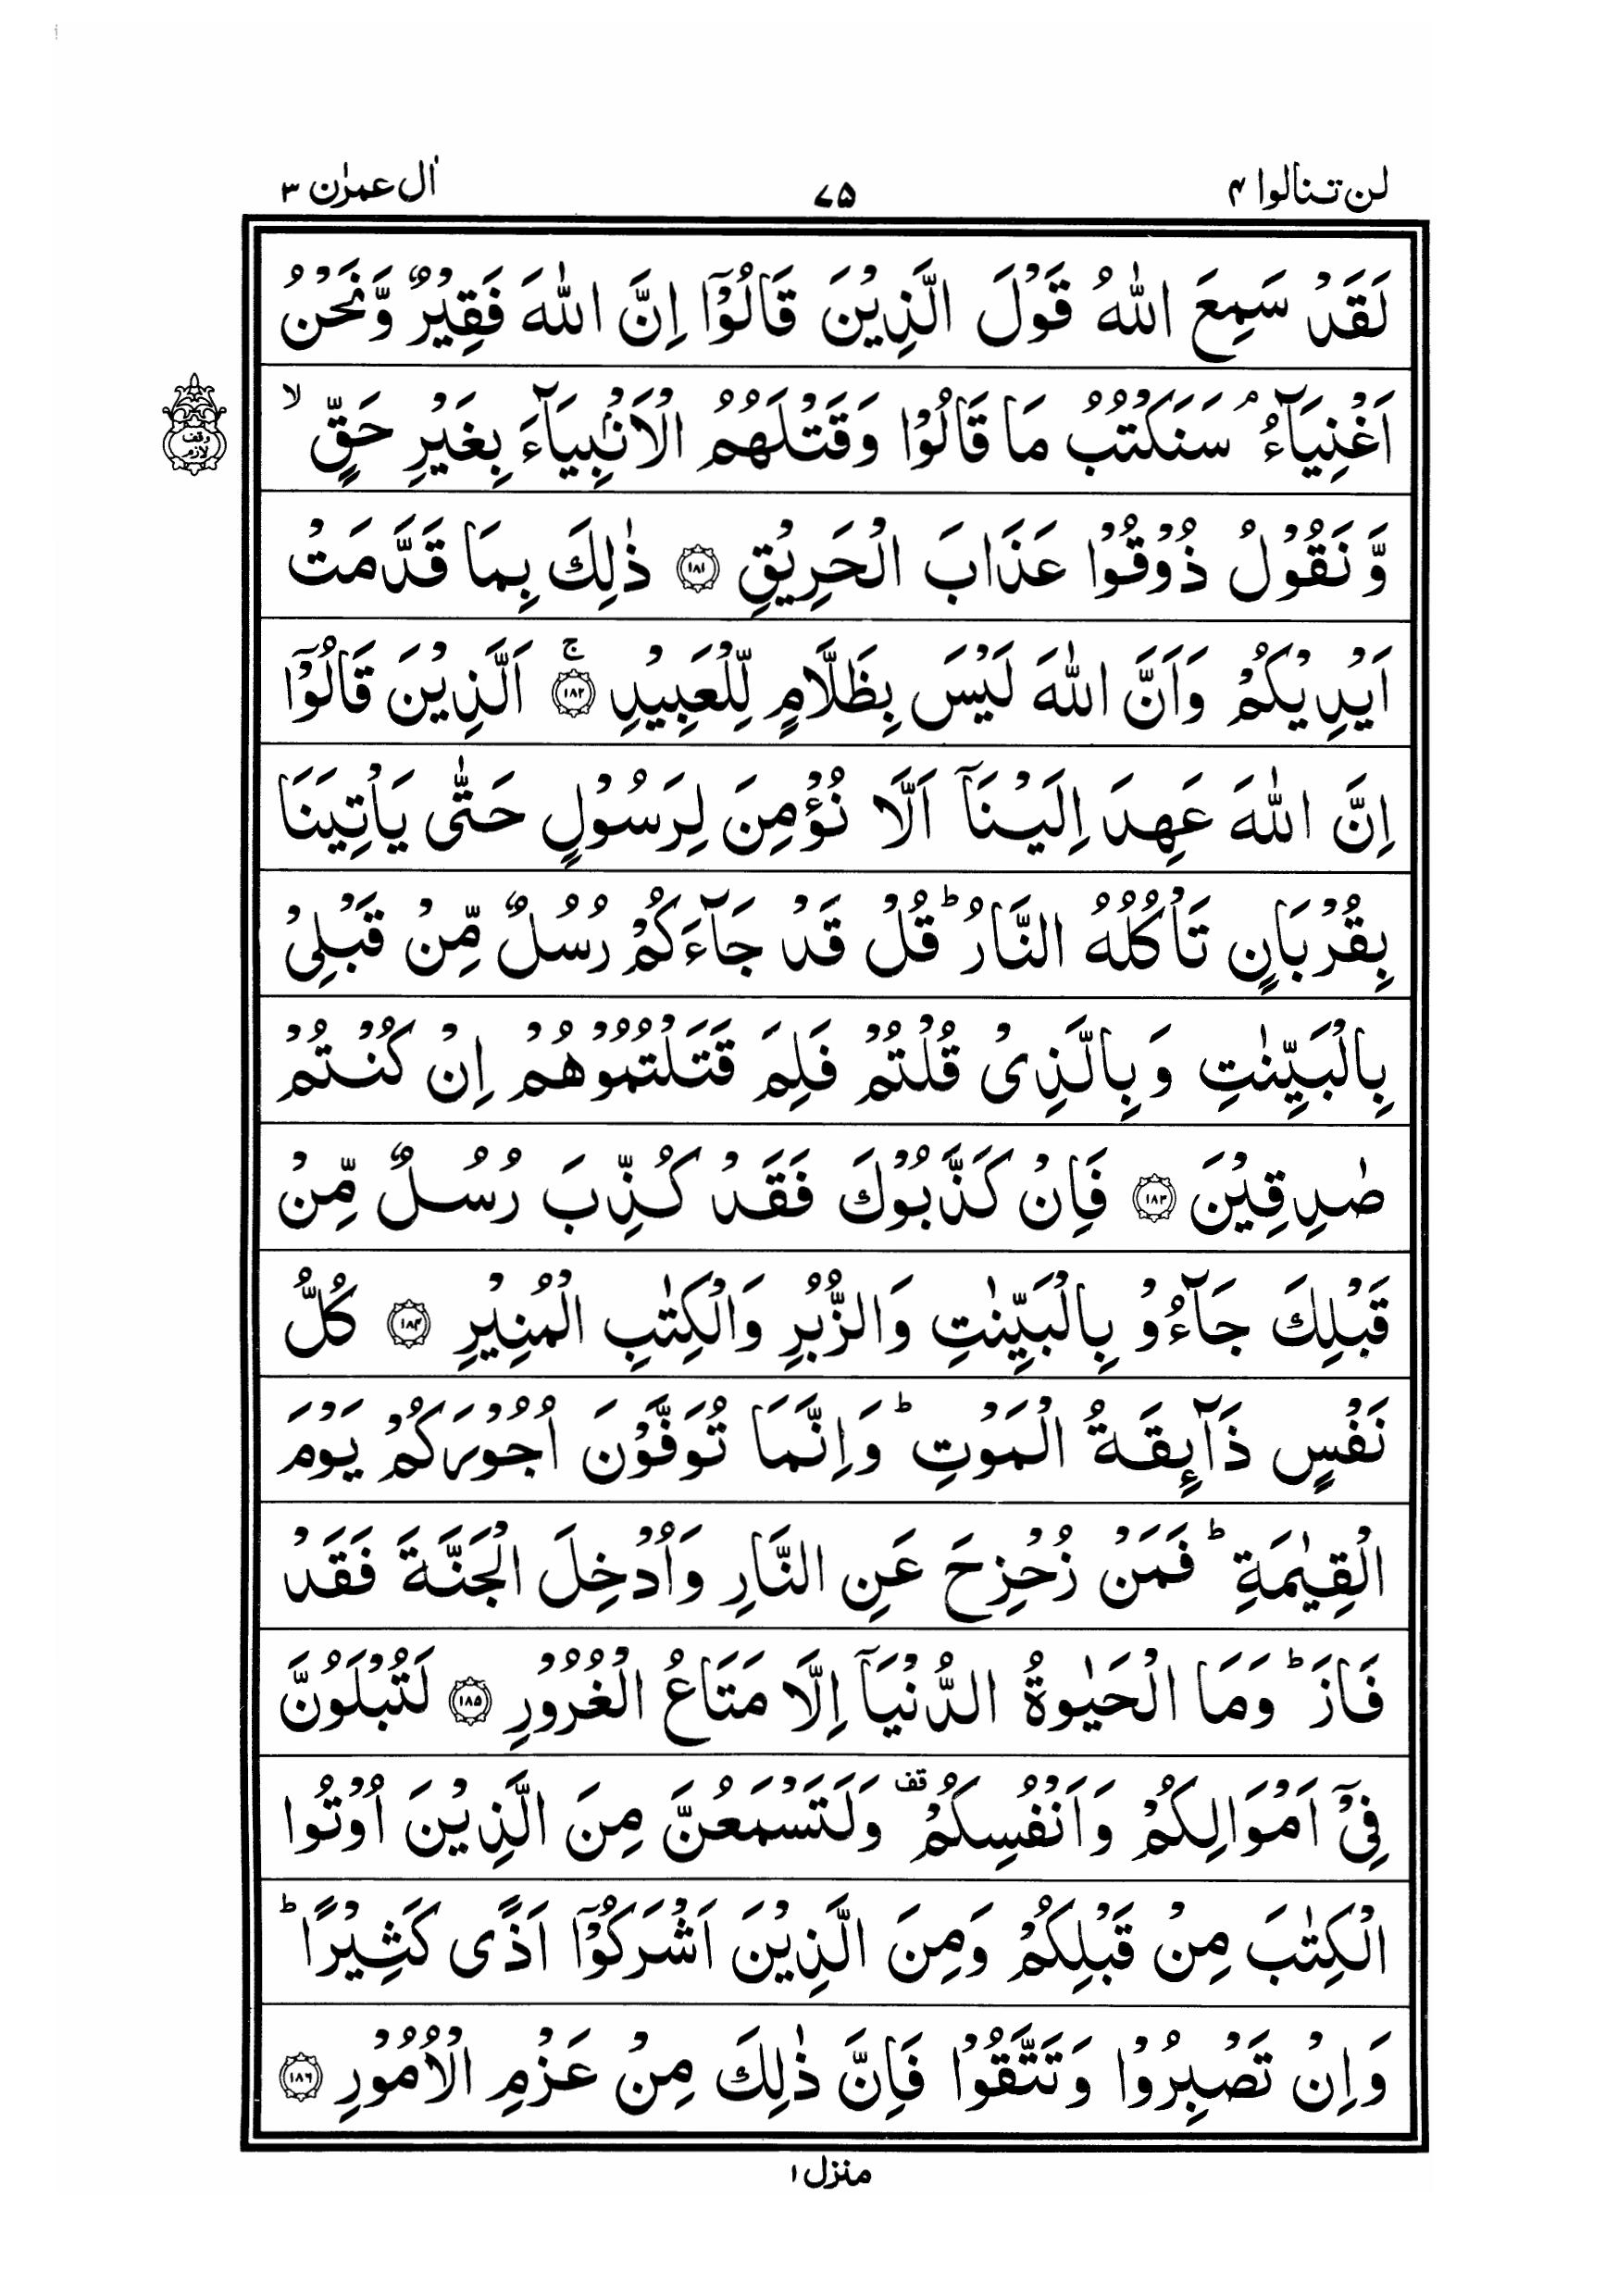 لن تنالوا ۴
۷۵
اٰل عمرٰن ۳
لَقَدْ سَمِعَ اللّٰهُ قَوْلَ الَّذِيْنَ قَالُوْۤا اِنَّ اللّٰهَ فَقِيْرٌ وَّنَحْنُ
اَغْنِيَآءُ ۘ سَنَكْتُبُ مَا قَالُوْا وَقَتْلَهُمُ الْاَنْۢبِيَآءَ بِغَيْرِ حَقٍّ ۙ
وقف لازم
وَّ نَقُوْلُ ذُوْقُوْا عَذَابَ الْحَرِيْقِ ﴿۱۸۱﴾ ذٰلِكَ بِمَا قَدَّمَتْ
اَيْدِيْكُمْ وَاَنَّ اللّٰهَ لَيْسَ بِظَلَّامٍ لِّلْعَبِيْدِ ۚ﴿۱۸۲﴾ اَلَّذِيْنَ قَالُوْۤا
اِنَّ اللّٰهَ عَهِدَ اِلَيْنَاۤ اَلَّا نُؤْمِنَ لِرَسُوْلٍ حَتّٰى يَاْتِيَنَا
بِقُرْبَانٍ تَاْكُلُهُ النَّارُ ؕ قُلْ قَدْ جَآءَكُمْ رُسُلٌ مِّنْ قَبْلِىْ
بِالْبَيِّنٰتِ وَبِالَّذِىْ قُلْتُمْ فَلِمَ قَتَلْتُمُوْهُمْ اِنْ كُنْتُمْ
صٰدِقِيْنَ ﴿۱۸۳﴾ فَاِنْ كَذَّبُوْكَ فَقَدْ كُذِّبَ رُسُلٌ مِّنْ
قَبْلِكَ جَآءُوْ بِالْبَيِّنٰتِ وَالزُّبُرِ وَالْكِتٰبِ الْمُنِيْرِ ﴿۱۸۴﴾ كُلُّ
نَفْسٍ ذَآئِقَةُ الْمَوْتِ ؕ وَاِنَّمَا تُوَفَّوْنَ اُجُوْرَكُمْ يَوْمَ
الْقِيٰمَةِ ؕ فَمَنْ زُحْزِحَ عَنِ النَّارِ وَاُدْخِلَ الْجَنَّةَ فَقَدْ
فَازَ ؕ وَمَا الْحَيٰوةُ الدُّنْيَاۤ اِلَّا مَتَاعُ الْغُرُوْرِ ﴿۱۸۵﴾ لَتُبْلَوُنَّ
فِىْۤ اَمْوَالِكُمْ وَاَنْفُسِكُمْ ۟قف وَلَتَسْمَعُنَّ مِنَ الَّذِيْنَ اُوْتُوا
الْكِتٰبَ مِنْ قَبْلِكُمْ وَمِنَ الَّذِيْنَ اَشْرَكُوْۤا اَذًى كَثِيْرًا ؕ
وَاِنْ تَصْبِرُوْا وَتَتَّقُوْا فَاِنَّ ذٰلِكَ مِنْ عَزْمِ الْاُمُوْرِ ﴿۱۸۶﴾
منزل ۱